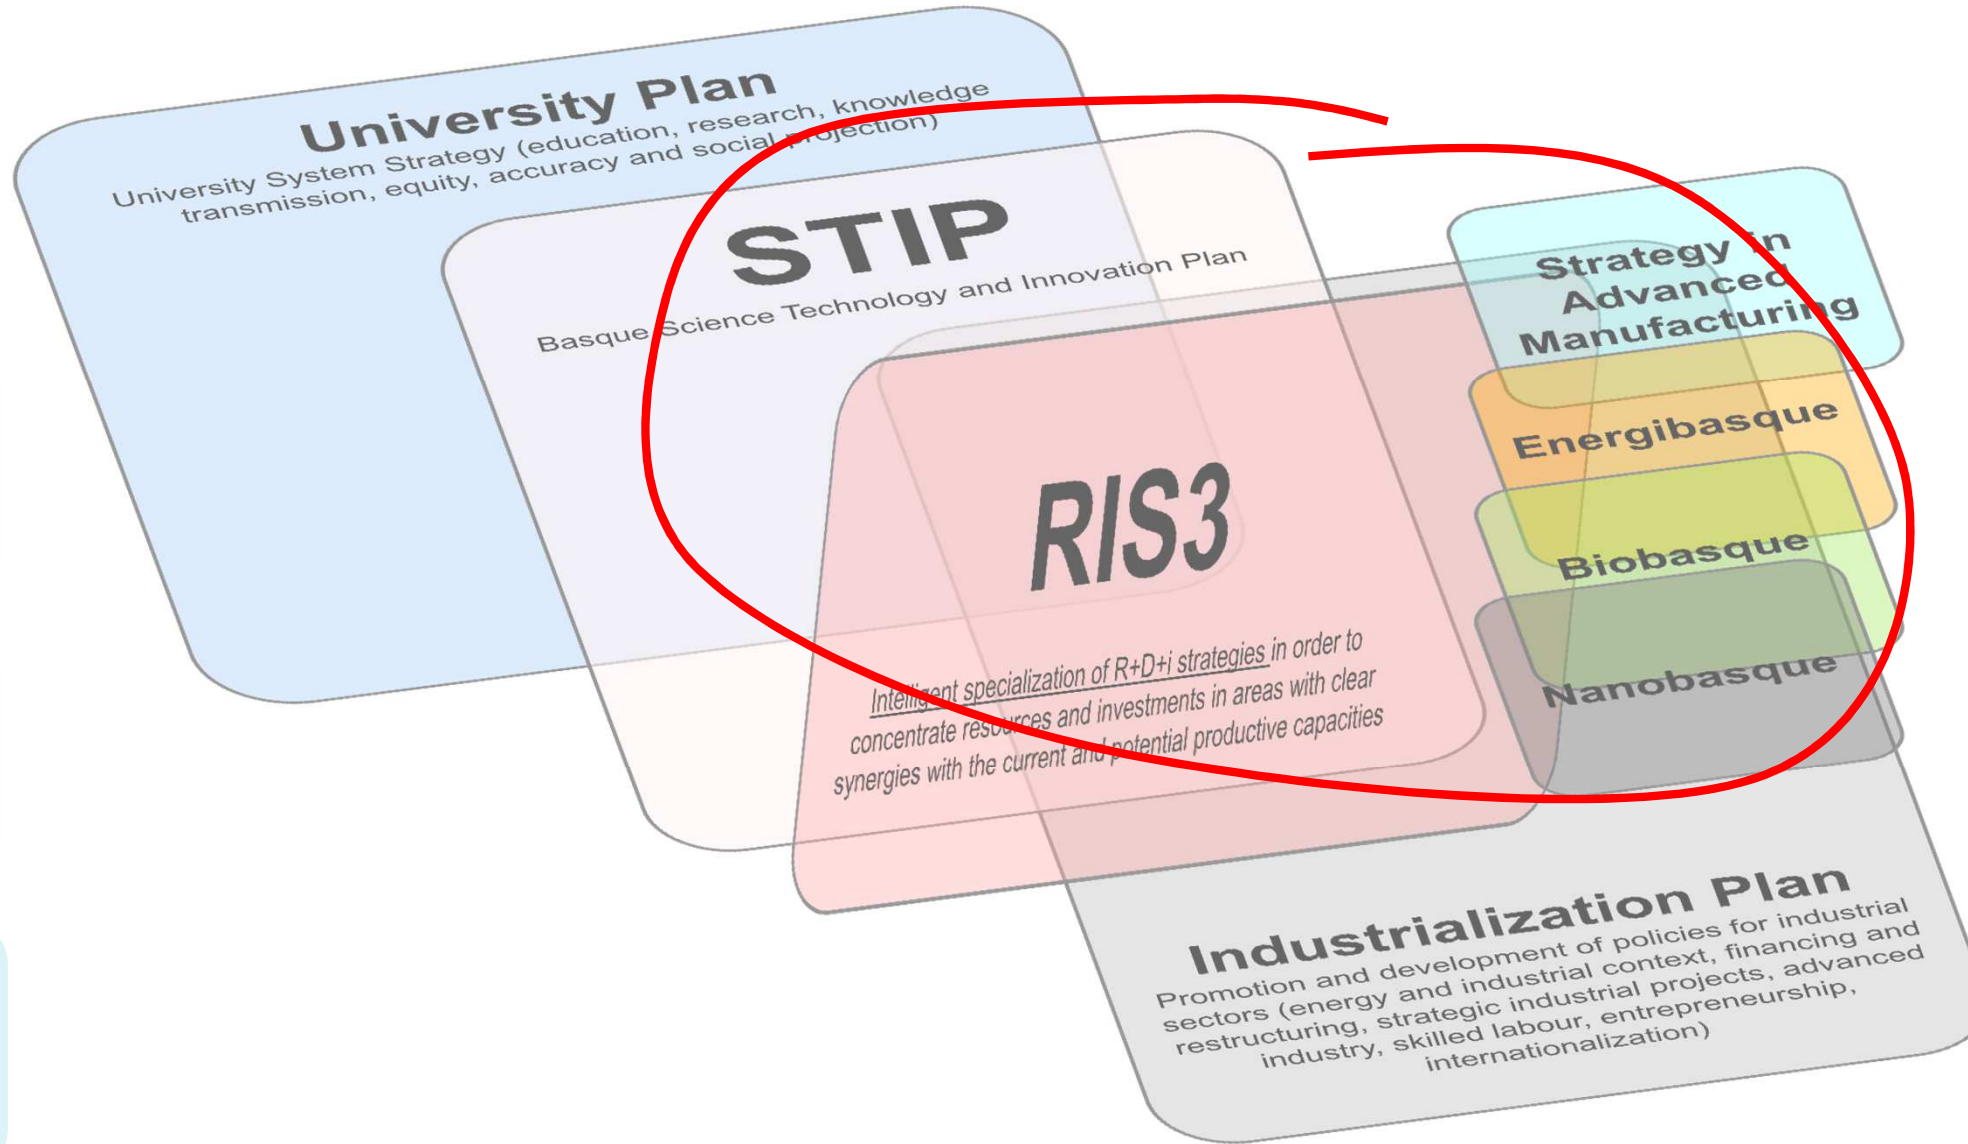 University Plan
University System Strategy (education, research, knowledge
transmission, equity, accuracy and social projection)
STIP
Basque Science Technology and Innovation Plan
RIS3
Intelligent specialization of R+D+i strategies in order to
concentrate resources and investments in areas with clear
synergies with the current and potential productive capacities
Strategy in
Advanced
Manufacturing
Energibasque
Biobasque
Nanobasque
Industrialization Plan
Promotion and development of policies for industrial
sectors (energy and industrial context, financing and
restructuring, strategic industrial projects, advanced
industry, skilled labour, entrepreneurship,
internationalization)